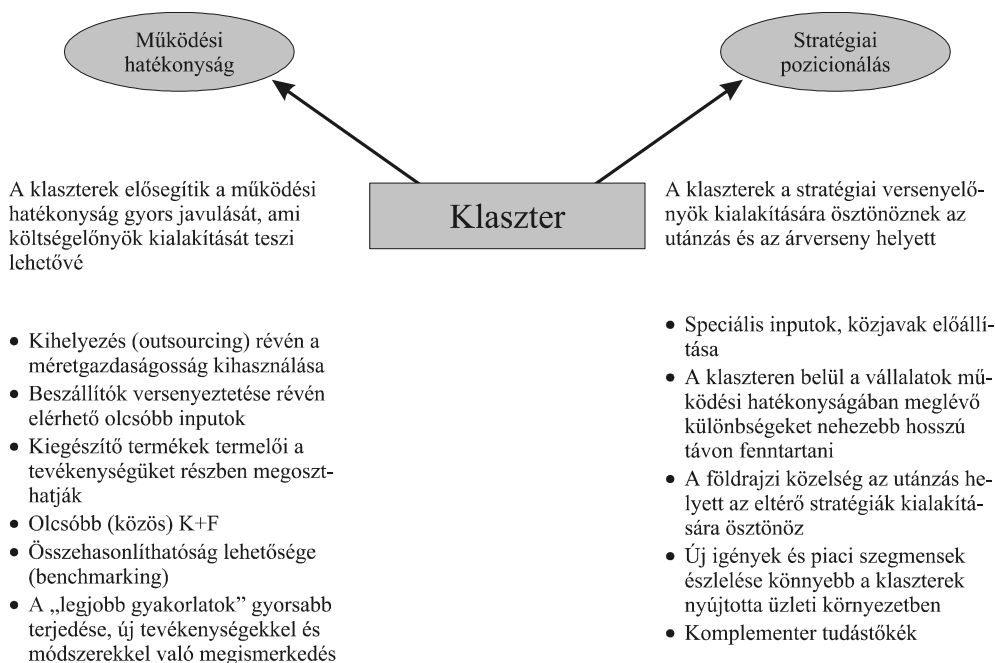 Működési
hatékonyság
Stratégiai
pozicionálás
Klaszter
A klaszterek elősegítik a működési
hatékonyság gyors javulását, ami
költségelőnyök kialakítását teszi
lehetővé
A klaszterek a stratégiai versenyelő-
nyök kialakítására ösztönöznek az
utánzás és az árverseny helyett
• Kihelyezés (outsourcing) révén a
méretgazdaságosság kihasználása
• Beszállítók versenyeztetése révén
elérhető olcsóbb inputok
• Kiegészítő termékek termelői a
tevékenységüket részben megoszt-
hatják
• Olcsóbb (közös) K+F
• Összehasonlíthatóság lehetősége
(benchmarking)
• A „legjobb gyakorlatok” gyorsabb
terjedése, új tevékenységekkel és
módszerekkel való megismerkedés
• Speciális inputok, közjavak előállí-
tása
• A klaszteren belül a vállalatok mű-
ködési hatékonyságában meglévő
különbségeket nehezebb hosszú
távon fenntartani
• A földrajzi közelség az utánzás he-
lyett az eltérő stratégiák kialakítá-
sára ösztönöz
• Új igények és piaci szegmensek
észlelése könnyebb a klaszterek
nyújtotta üzleti környezetben
• Komplementer tudástőkék